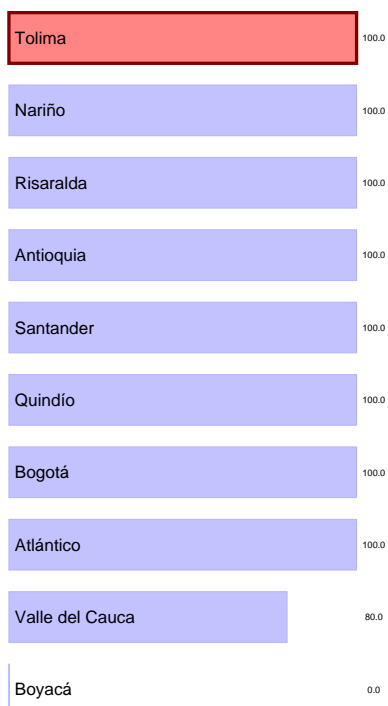 Tolima 100.0
Nariño 100.0
Risaralda 100.0
Antioquia 100.0
Santander 100.0
Quindío 100.0
Bogotá 100.0
Atlántico 100.0
Valle del Cauca 80.0
Boyacá 0.0